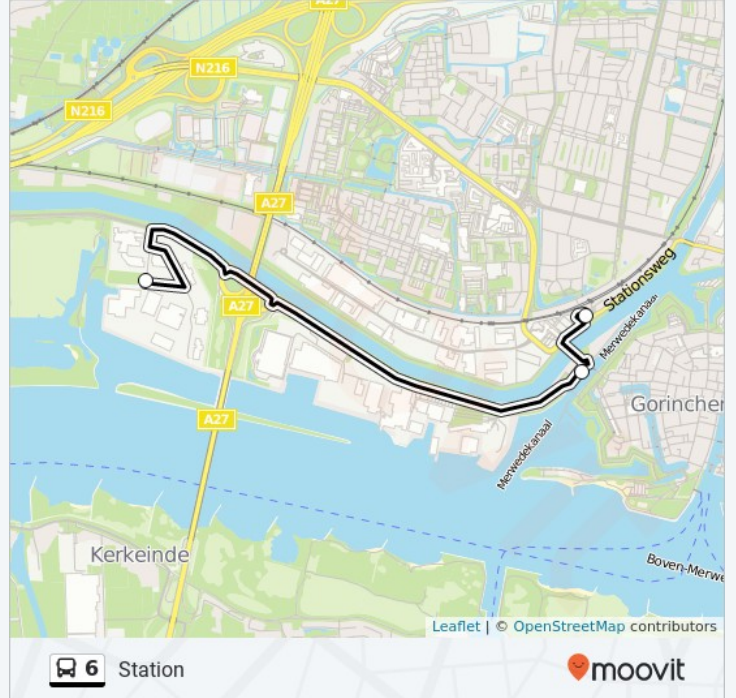 A27
N216
N216
A27
Stationsweg
A27
Merwedekanaal
Gorinchem
A27
Merwedekanaal
Kerkeinde
Boven-Merwe
Leaflet | © OpenStreetMap contributors
6 Station
moovit